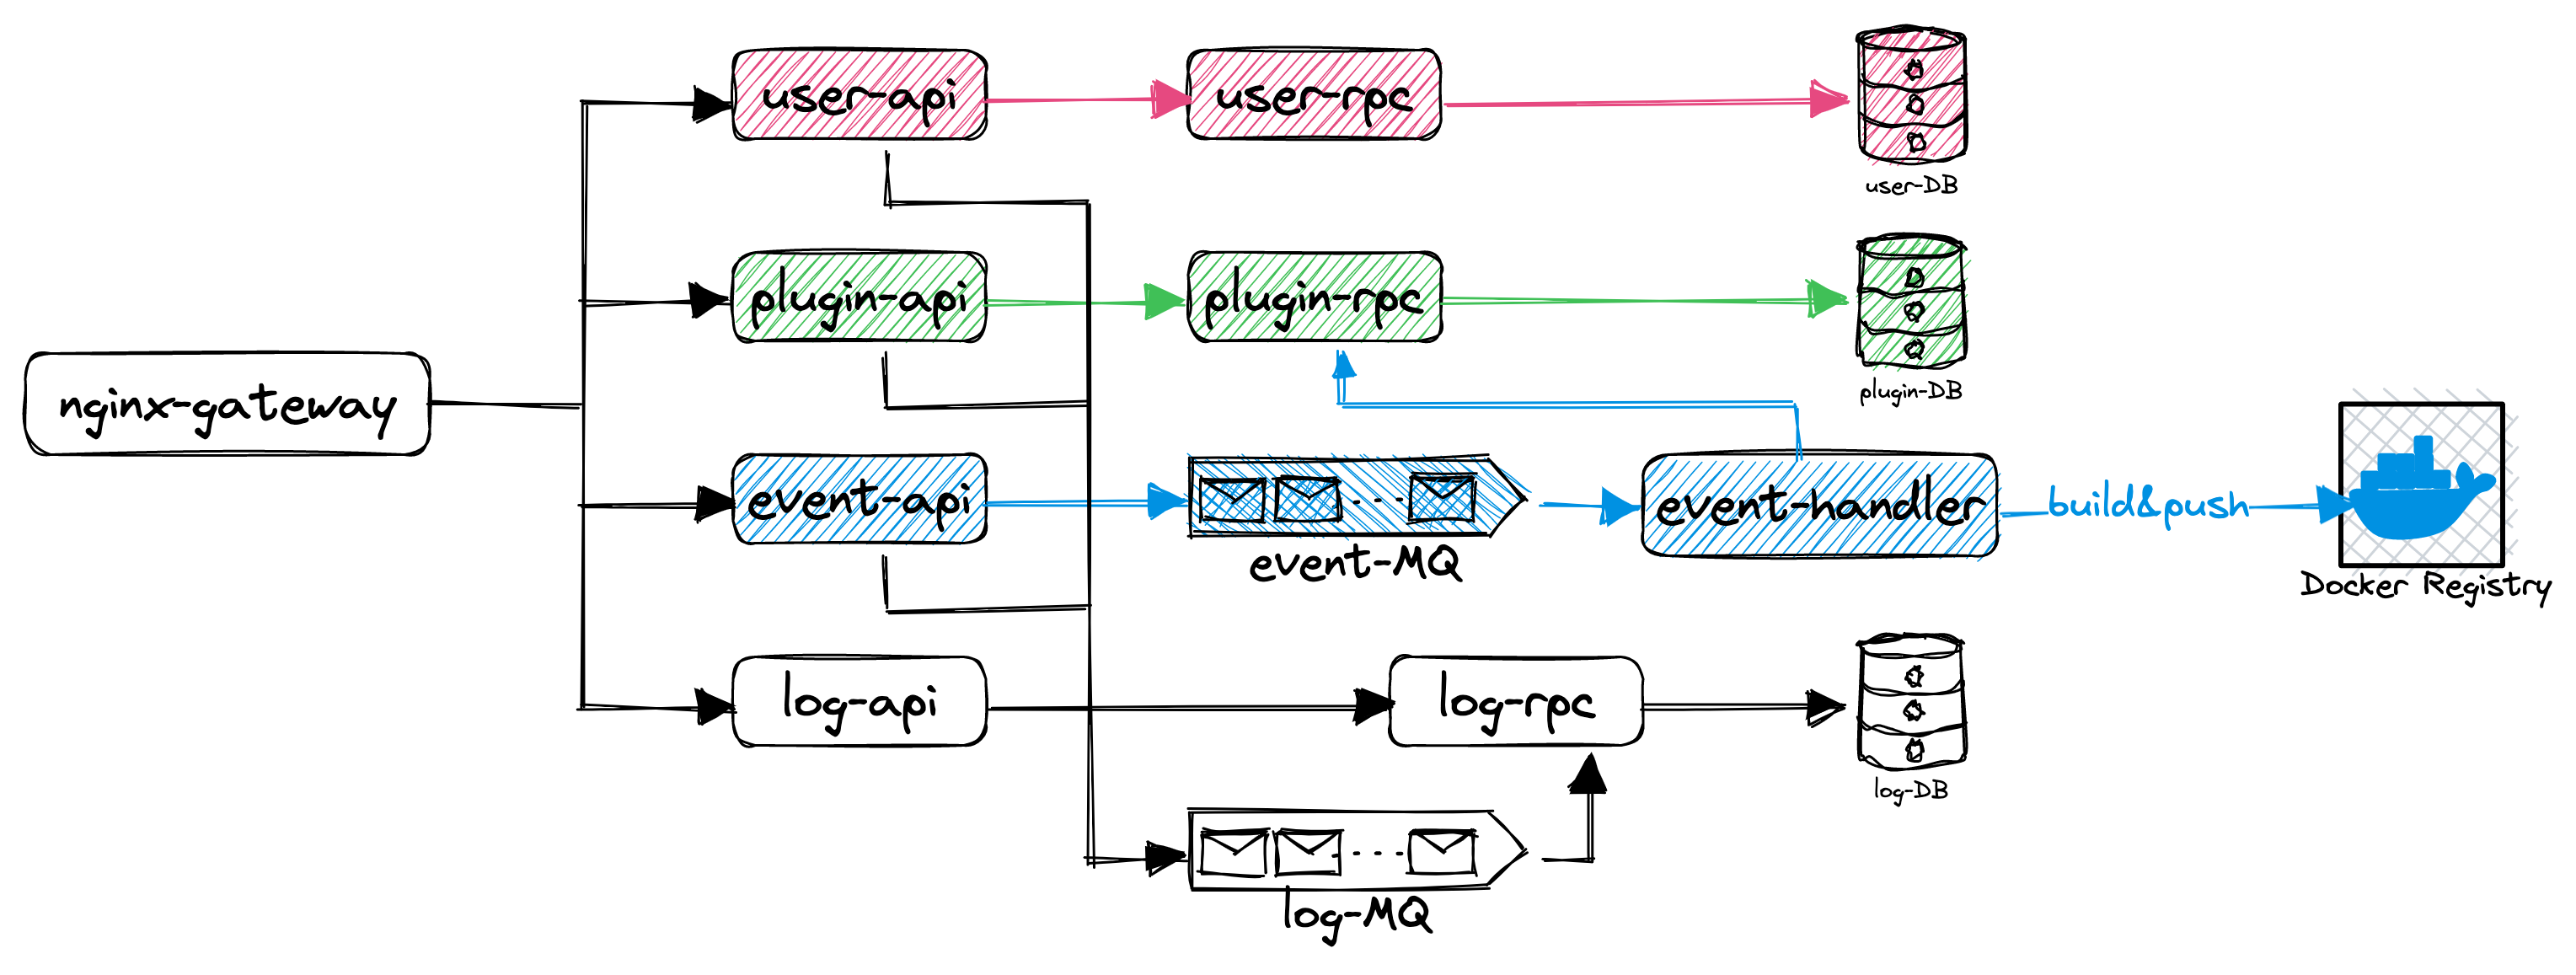 user-api
user-rpc
user-DB
plugin-api
plugin-rpc
plugin-DB
nginx-gateway
event-api
event-MQ
event-handler
build&push
Docker Registry
log-api
log-rpc
log-DB
log-MQ